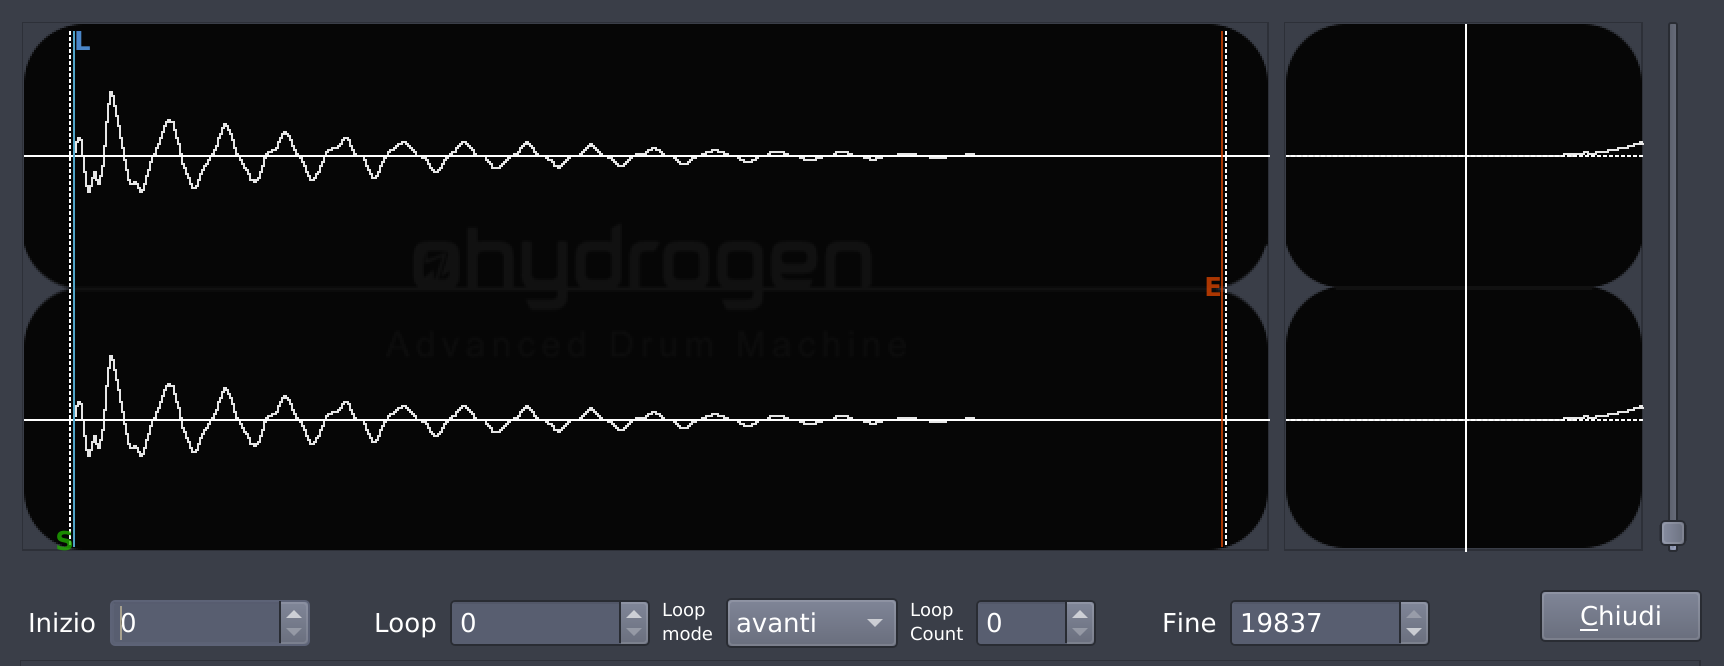 L
hydrogen
E
Advanced Drum Machine
S
Inizio 0 Loop 0 Loop mode avanti Loop Count 0 Fine 19837 Chiudi